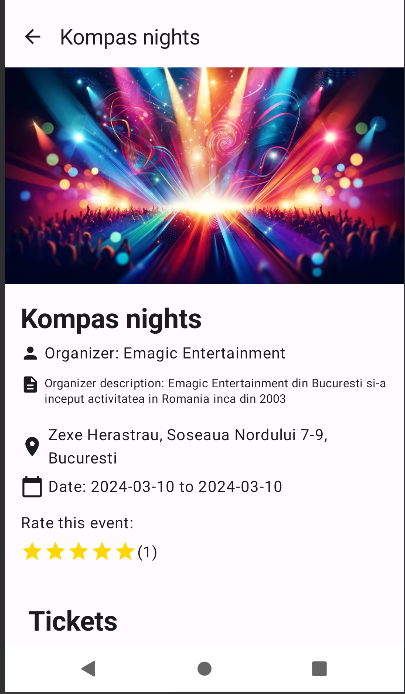 Kompas nights
Kompas nights
Organizer: Emagic Entertainment
Organizer description: Emagic Entertainment din Bucuresti si-a
inceput activitatea in Romania inca din 2003
Zexe Herastrau, Soseaua Nordului 7-9,
Bucuresti
Date: 2024-03-10 to 2024-03-10
Rate this event:
(1)
Tickets